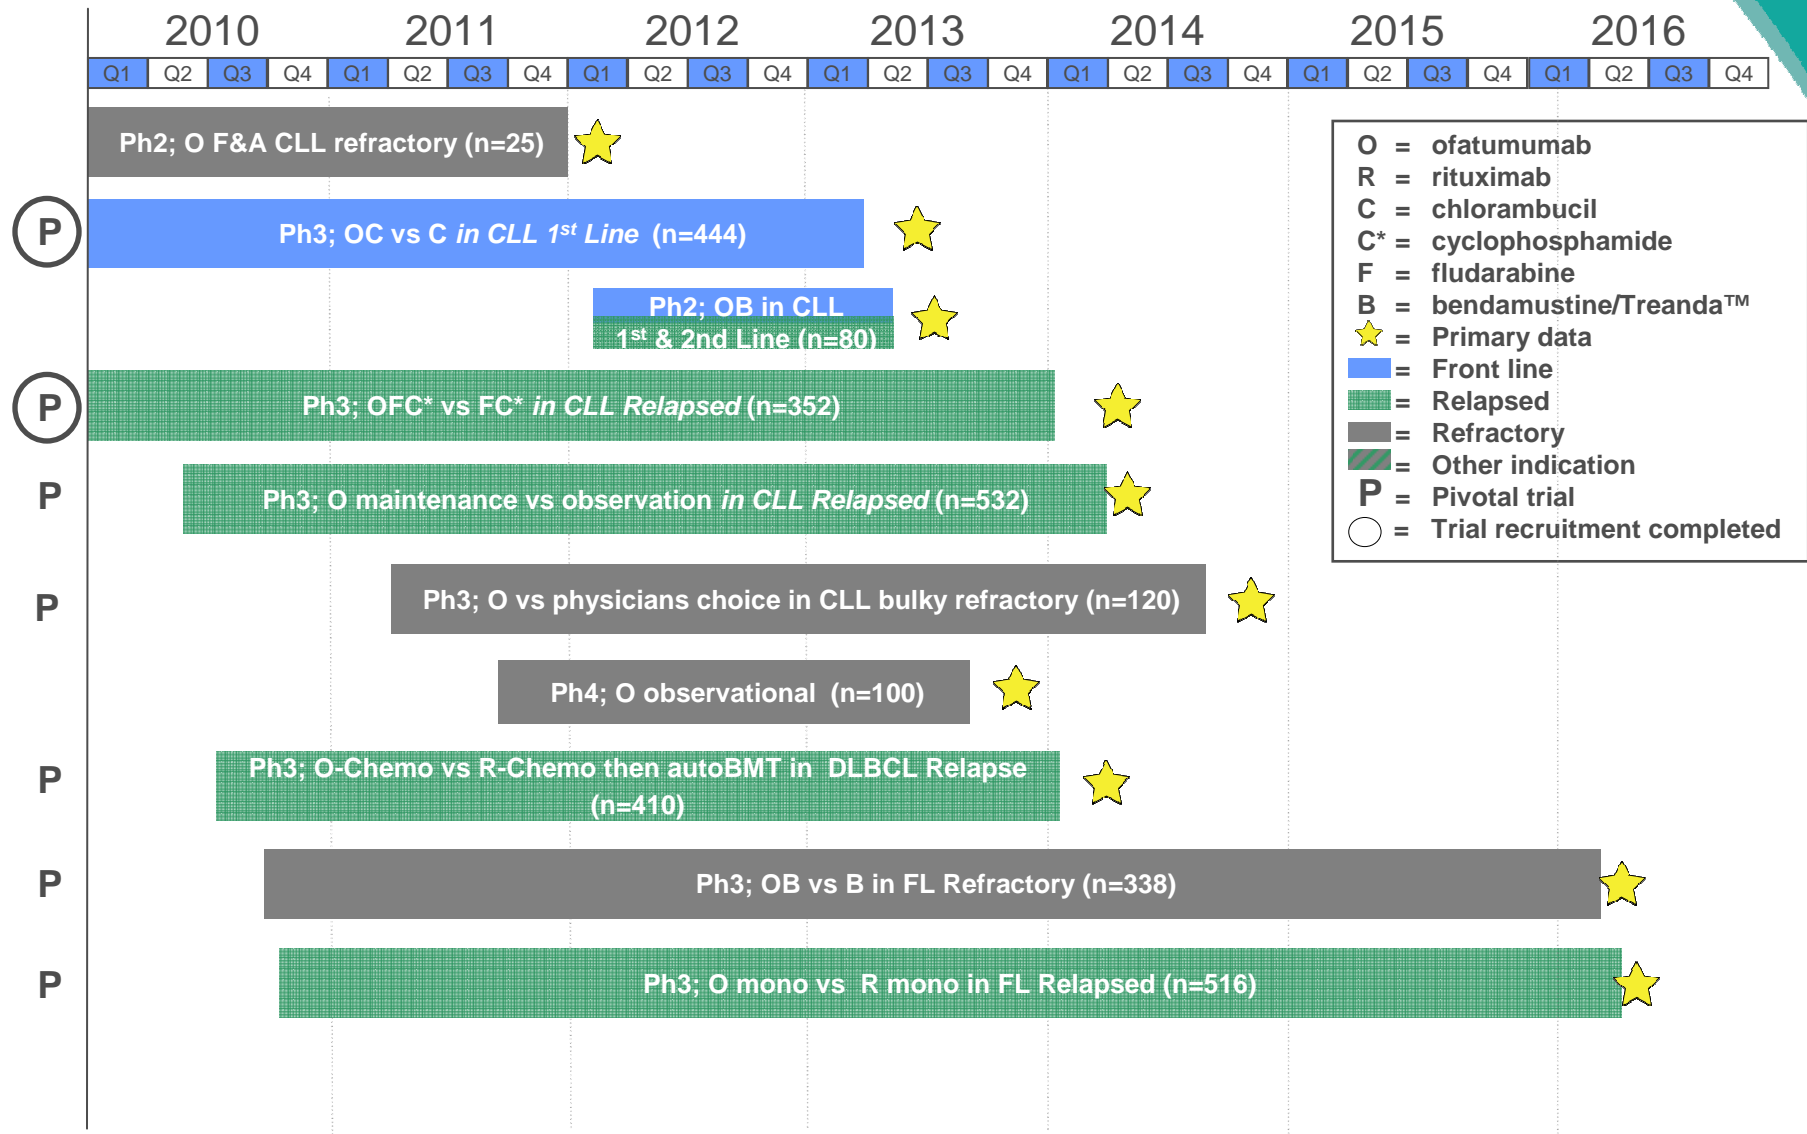 2010 2011 2012 2013 2014 2015 2016
Q1 Q2 Q3 Q4 Q1 Q2 Q3 Q4 Q1 Q2 Q3 Q4 Q1 Q2 Q3 Q4 Q1 Q2 Q3 Q4 Q1 Q2 Q3 Q4 Q1 Q2 Q3 Q4
Ph2; O F&A CLL refractory (n=25)
P Ph3; OC vs C in CLL 1st Line (n=444)
Ph2; OB in CLL
1st & 2nd Line (n=80)
P Ph3; OFC* vs FC* in CLL Relapsed (n=352)
P Ph3; O maintenance vs observation in CLL Relapsed (n=532)
P Ph3; O vs physicians choice in CLL bulky refractory (n=120)
Ph4; O observational (n=100)
P Ph3; O-Chemo vs R-Chemo then autoBMT in DLBCL Relapse
(n=410)
P Ph3; OB vs B in FL Refractory (n=338)
P Ph3; O mono vs R mono in FL Relapsed (n=516)
O = ofatumumab
R = rituximab
C = chlorambucil
C* = cyclophosphamide
F = fludarabine
B = bendamustine/Treanda™
= Primary data
= Front line
= Relapsed
= Refractory
= Other indication
P = Pivotal trial
= Trial recruitment completed